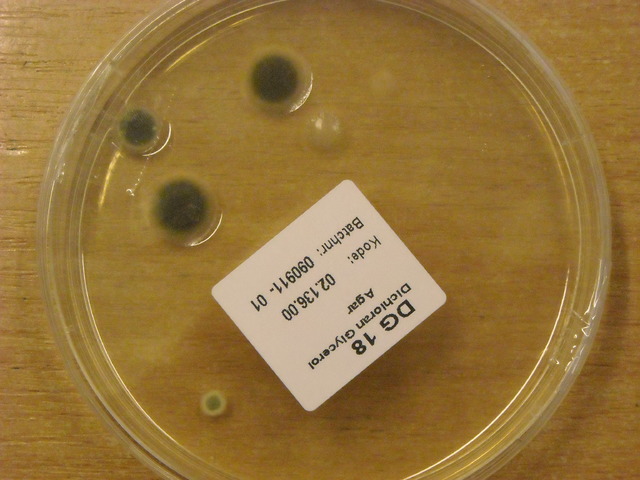 DG 18
Dichloran Glycerol
Agar
Kode: 02.136.00
Batchnr: 090911- 01